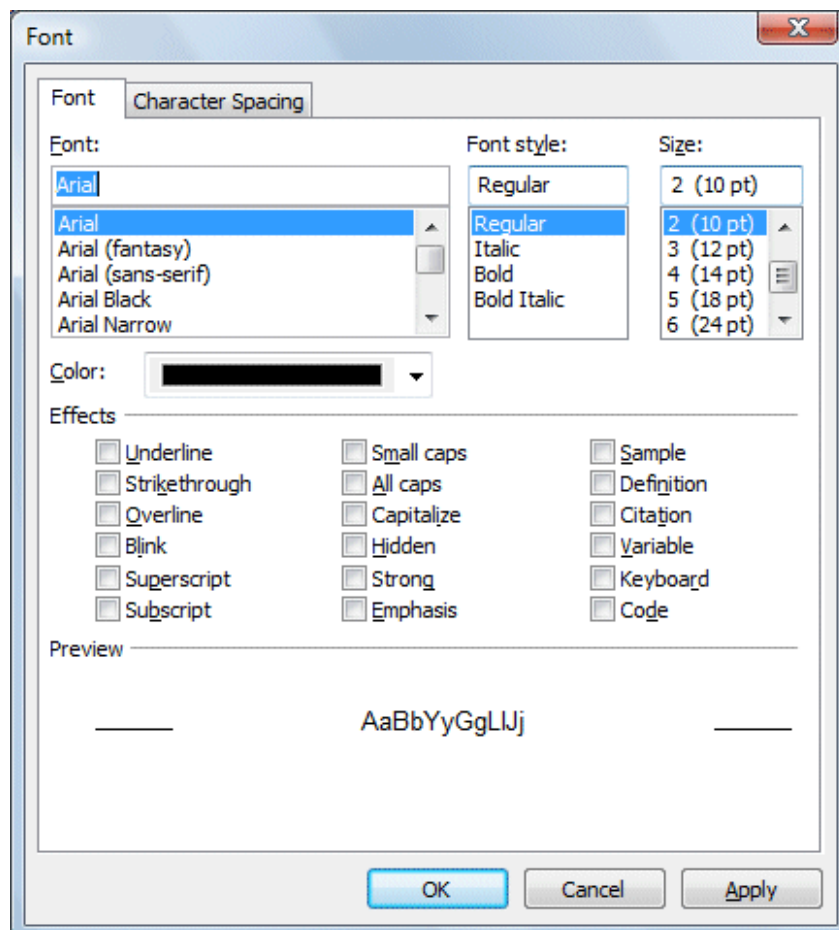 Font
Font Character Spacing
Font: Font style: Size:
Arial Regular 2 (10 pt)
Arial Regular 2 (10 pt)
Arial (fantasy) Italic 3 (12 pt)
Arial (sans-serif) Bold 4 (14 pt)
Arial Black Bold Italic 5 (18 pt)
Arial Narrow 6 (24 pt)
Color:
Effects
Underline Small caps Sample
Strikethrough All caps Definition
Overline Capitalize Citation
Blink Hidden Variable
Superscript Strong Keyboard
Subscript Emphasis Code
Preview
AaBbYyGgLlJj
OK Cancel Apply